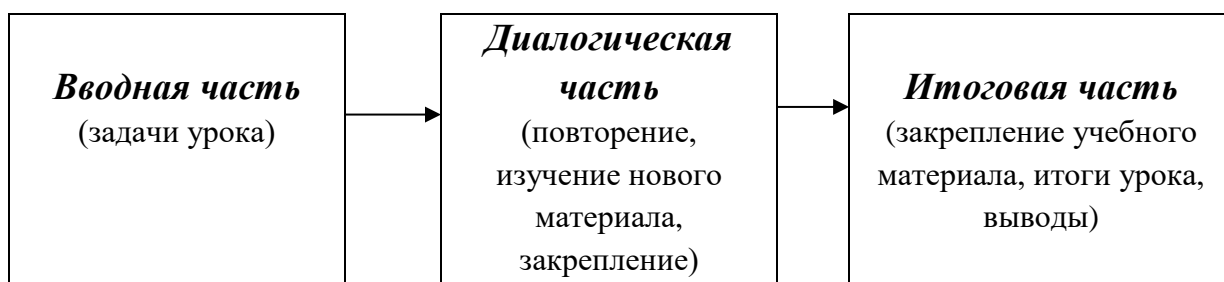 Вводная часть
(задачи урока)
Диалогическая
часть
(повторение,
изучение нового
материала,
закрепление)
Итоговая часть
(закрепление учебного
материала, итоги урока,
выводы)